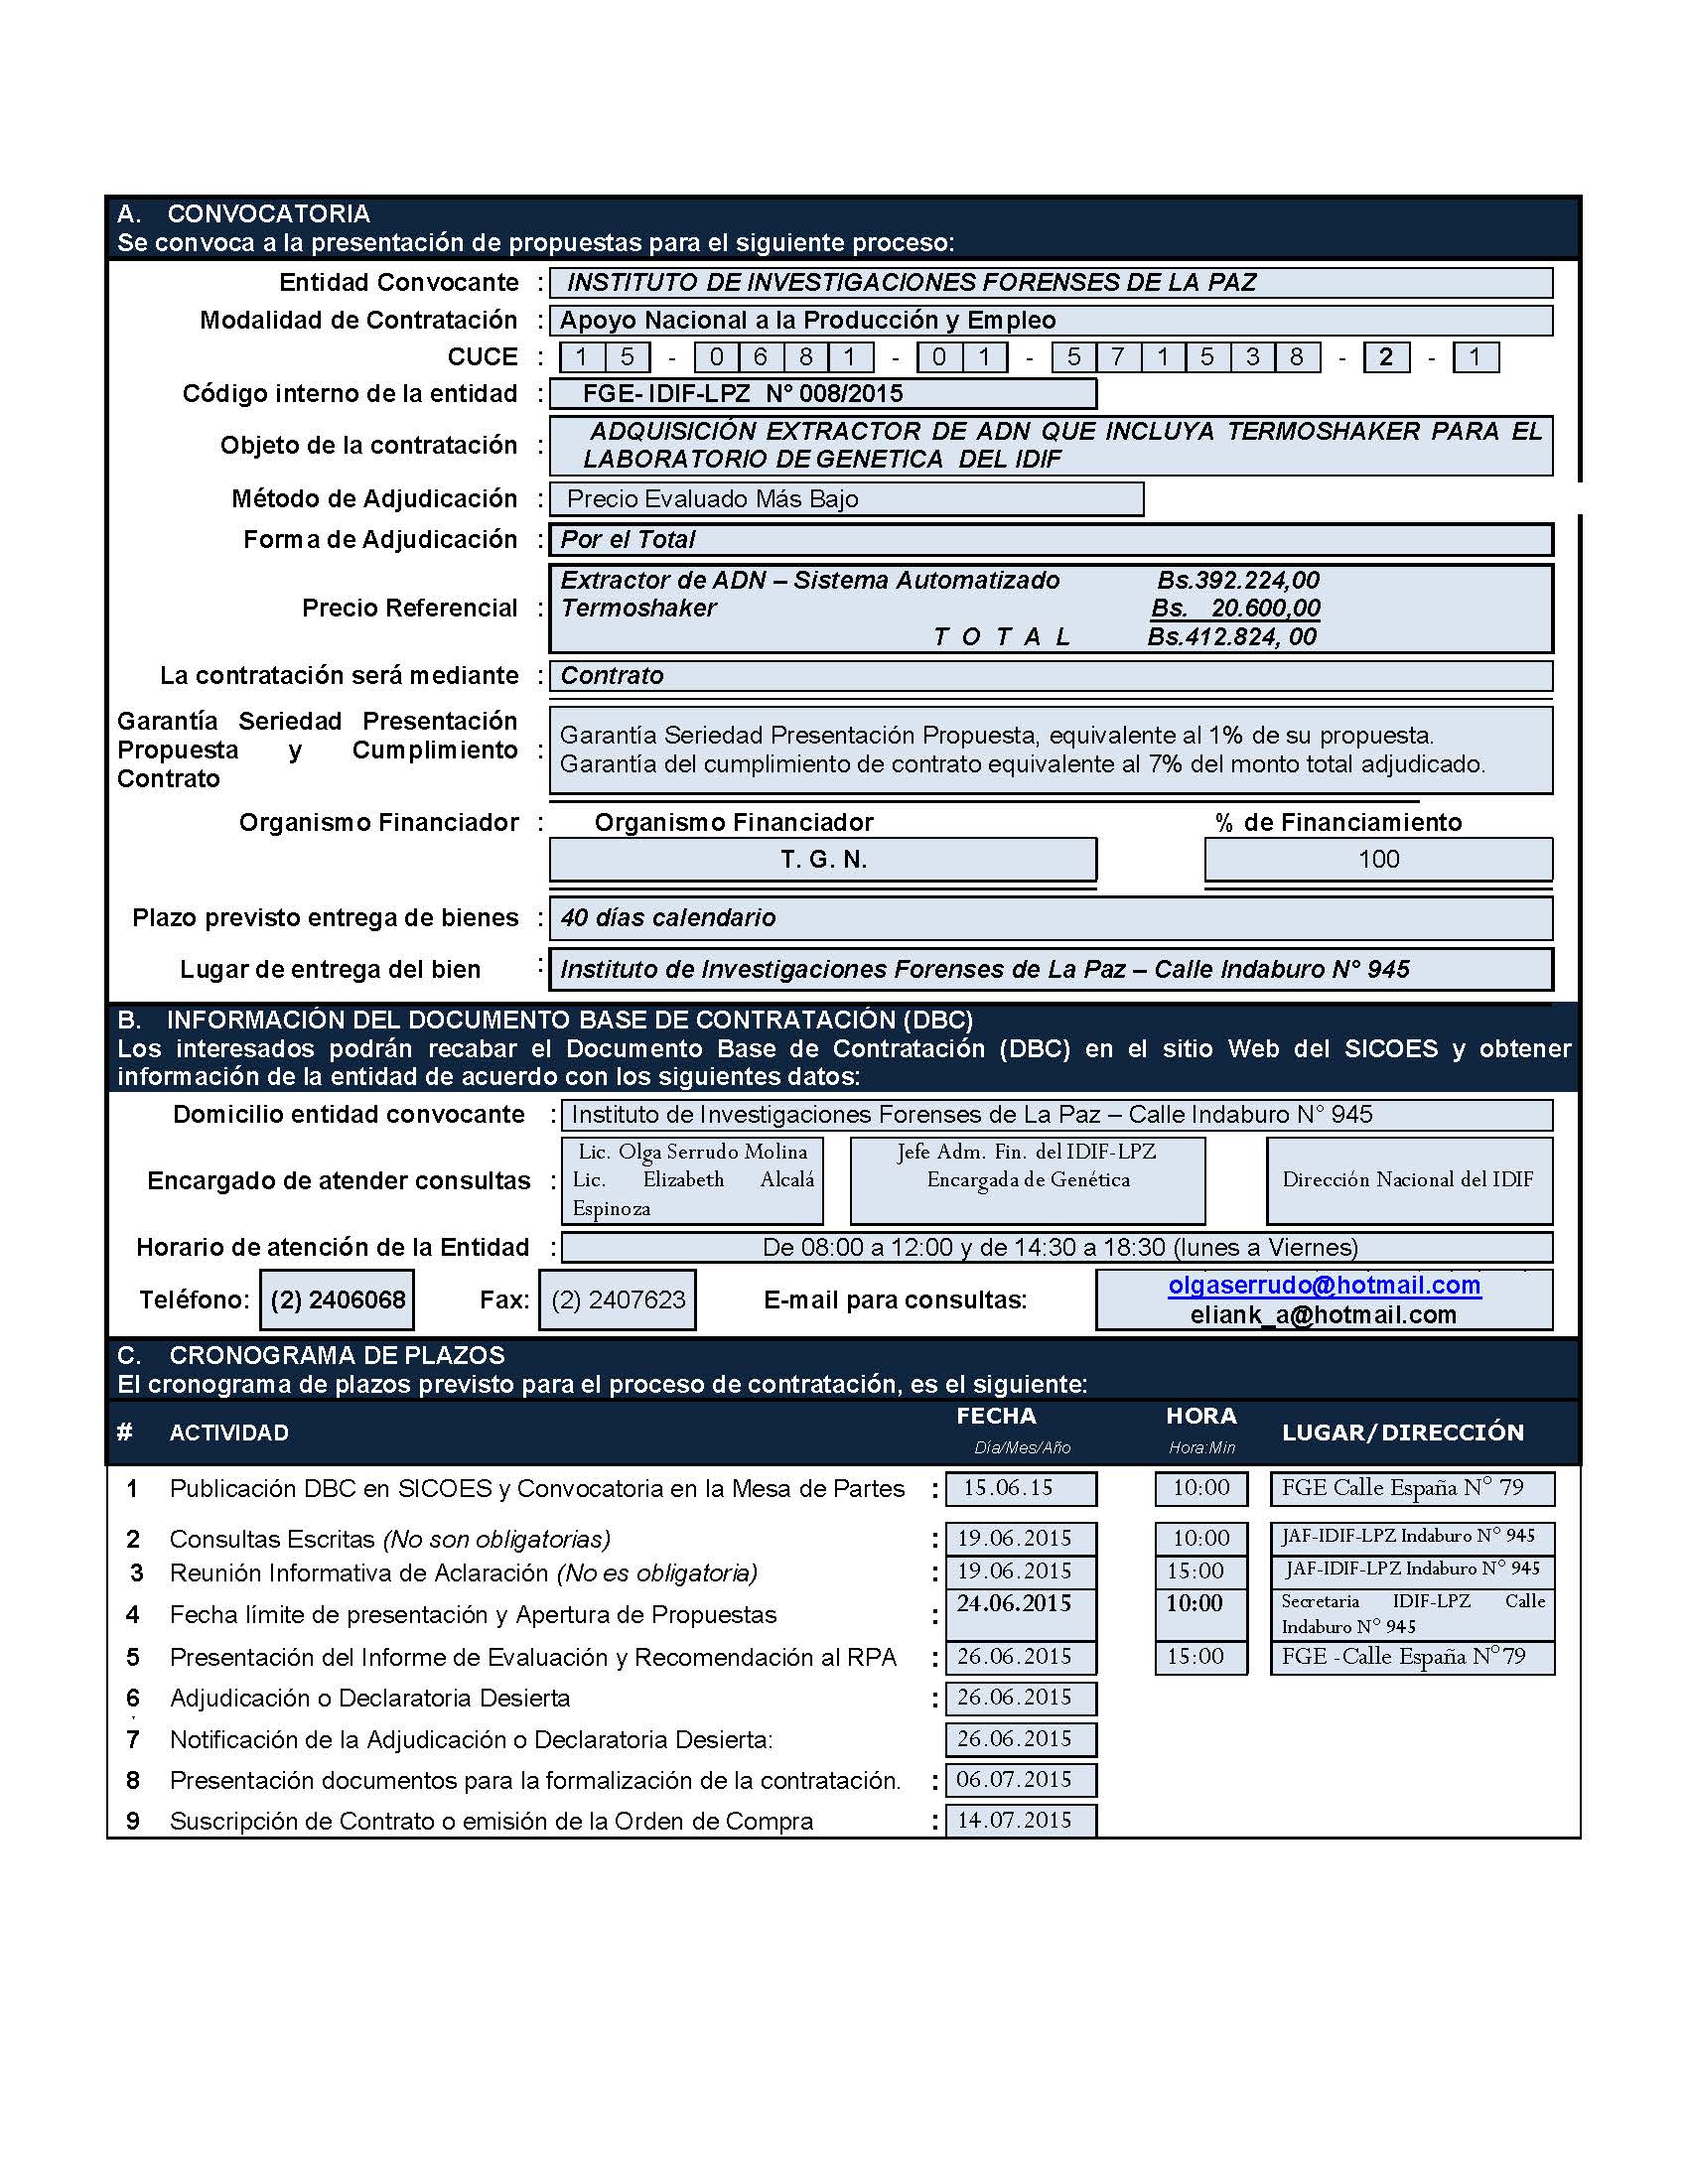 A. CONVOCATORIA
Se convoca a la presentación de propuestas para el siguiente proceso:
Entidad Convocante : INSTITUTO DE INVESTIGACIONES FORENSES DE LA PAZ
Modalidad de Contratación : Apoyo Nacional a la Producción y Empleo
CUCE : 1 5 - 0 6 8 1 - 0 1 - 5 7 1 5 3 8 - 2 - 1
Código interno de la entidad : FGE- IDIF-LPZ N° 008/2015
Objeto de la contratación : ADQUISICIÓN EXTRACTOR DE ADN QUE INCLUYA TERMOSHAKER PARA EL
LABORATORIO DE GENETICA DEL IDIF
Método de Adjudicación : Precio Evaluado Más Bajo
Forma de Adjudicación : Por el Total
Precio Referencial : Extractor de ADN – Sistema Automatizado Bs.392.224,00
Termoshaker Bs. 20.600,00
T O T A L Bs.412.824, 00
La contratación será mediante : Contrato
Garantía Seriedad Presentación
Propuesta y Cumplimiento :
Contrato
Garantía Seriedad Presentación Propuesta, equivalente al 1% de su propuesta.
Garantía del cumplimiento de contrato equivalente al 7% del monto total adjudicado.
Organismo Financiador : Organismo Financiador % de Financiamiento
T. G. N. 100
Plazo previsto entrega de bienes : 40 días calendario
Lugar de entrega del bien : Instituto de Investigaciones Forenses de La Paz – Calle Indaburo N° 945
B. INFORMACIÓN DEL DOCUMENTO BASE DE CONTRATACIÓN (DBC)
Los interesados podrán recabar el Documento Base de Contratación (DBC) en el sitio Web del SICOES y obtener
información de la entidad de acuerdo con los siguientes datos:
Domicilio entidad convocante : Instituto de Investigaciones Forenses de La Paz – Calle Indaburo N° 945
Encargado de atender consultas :
Lic. Olga Serrudo Molina
Lic. Elizabeth Alcalá
Espinoza
Jefe Adm. Fin. del IDIF-LPZ
Encargada de Genética
Dirección Nacional del IDIF
Horario de atención de la Entidad : De 08:00 a 12:00 y de 14:30 a 18:30 (lunes a Viernes)
Teléfono: (2) 2406068 Fax: (2) 2407623 E-mail para consultas: olgaserrudo@hotmail.com
eliank_a@hotmail.com
C. CRONOGRAMA DE PLAZOS
El cronograma de plazos previsto para el proceso de contratación, es el siguiente:
# ACTIVIDAD FECHA HORA LUGAR/DIRECCIÓN
Día/Mes/Año Hora:Min
1 Publicación DBC en SICOES y Convocatoria en la Mesa de Partes : 15.06.15 10:00 FGE Calle España N° 79
2 Consultas Escritas (No son obligatorias) : 19.06.2015 10:00 JAF-IDIF-LPZ Indaburo N° 945
3 Reunión Informativa de Aclaración (No es obligatoria) : 19.06.2015 15:00 JAF-IDIF-LPZ Indaburo N° 945
4 Fecha límite de presentación y Apertura de Propuestas : 24.06.2015 10:00 Secretaria IDIF-LPZ Calle
Indaburo N° 945
5 Presentación del Informe de Evaluación y Recomendación al RPA : 26.06.2015 15:00 FGE -Calle España N°79
6 Adjudicación o Declaratoria Desierta : 26.06.2015
7 Notificación de la Adjudicación o Declaratoria Desierta: 26.06.2015
8 Presentación documentos para la formalización de la contratación. : 06.07.2015
9 Suscripción de Contrato o emisión de la Orden de Compra : 14.07.2015